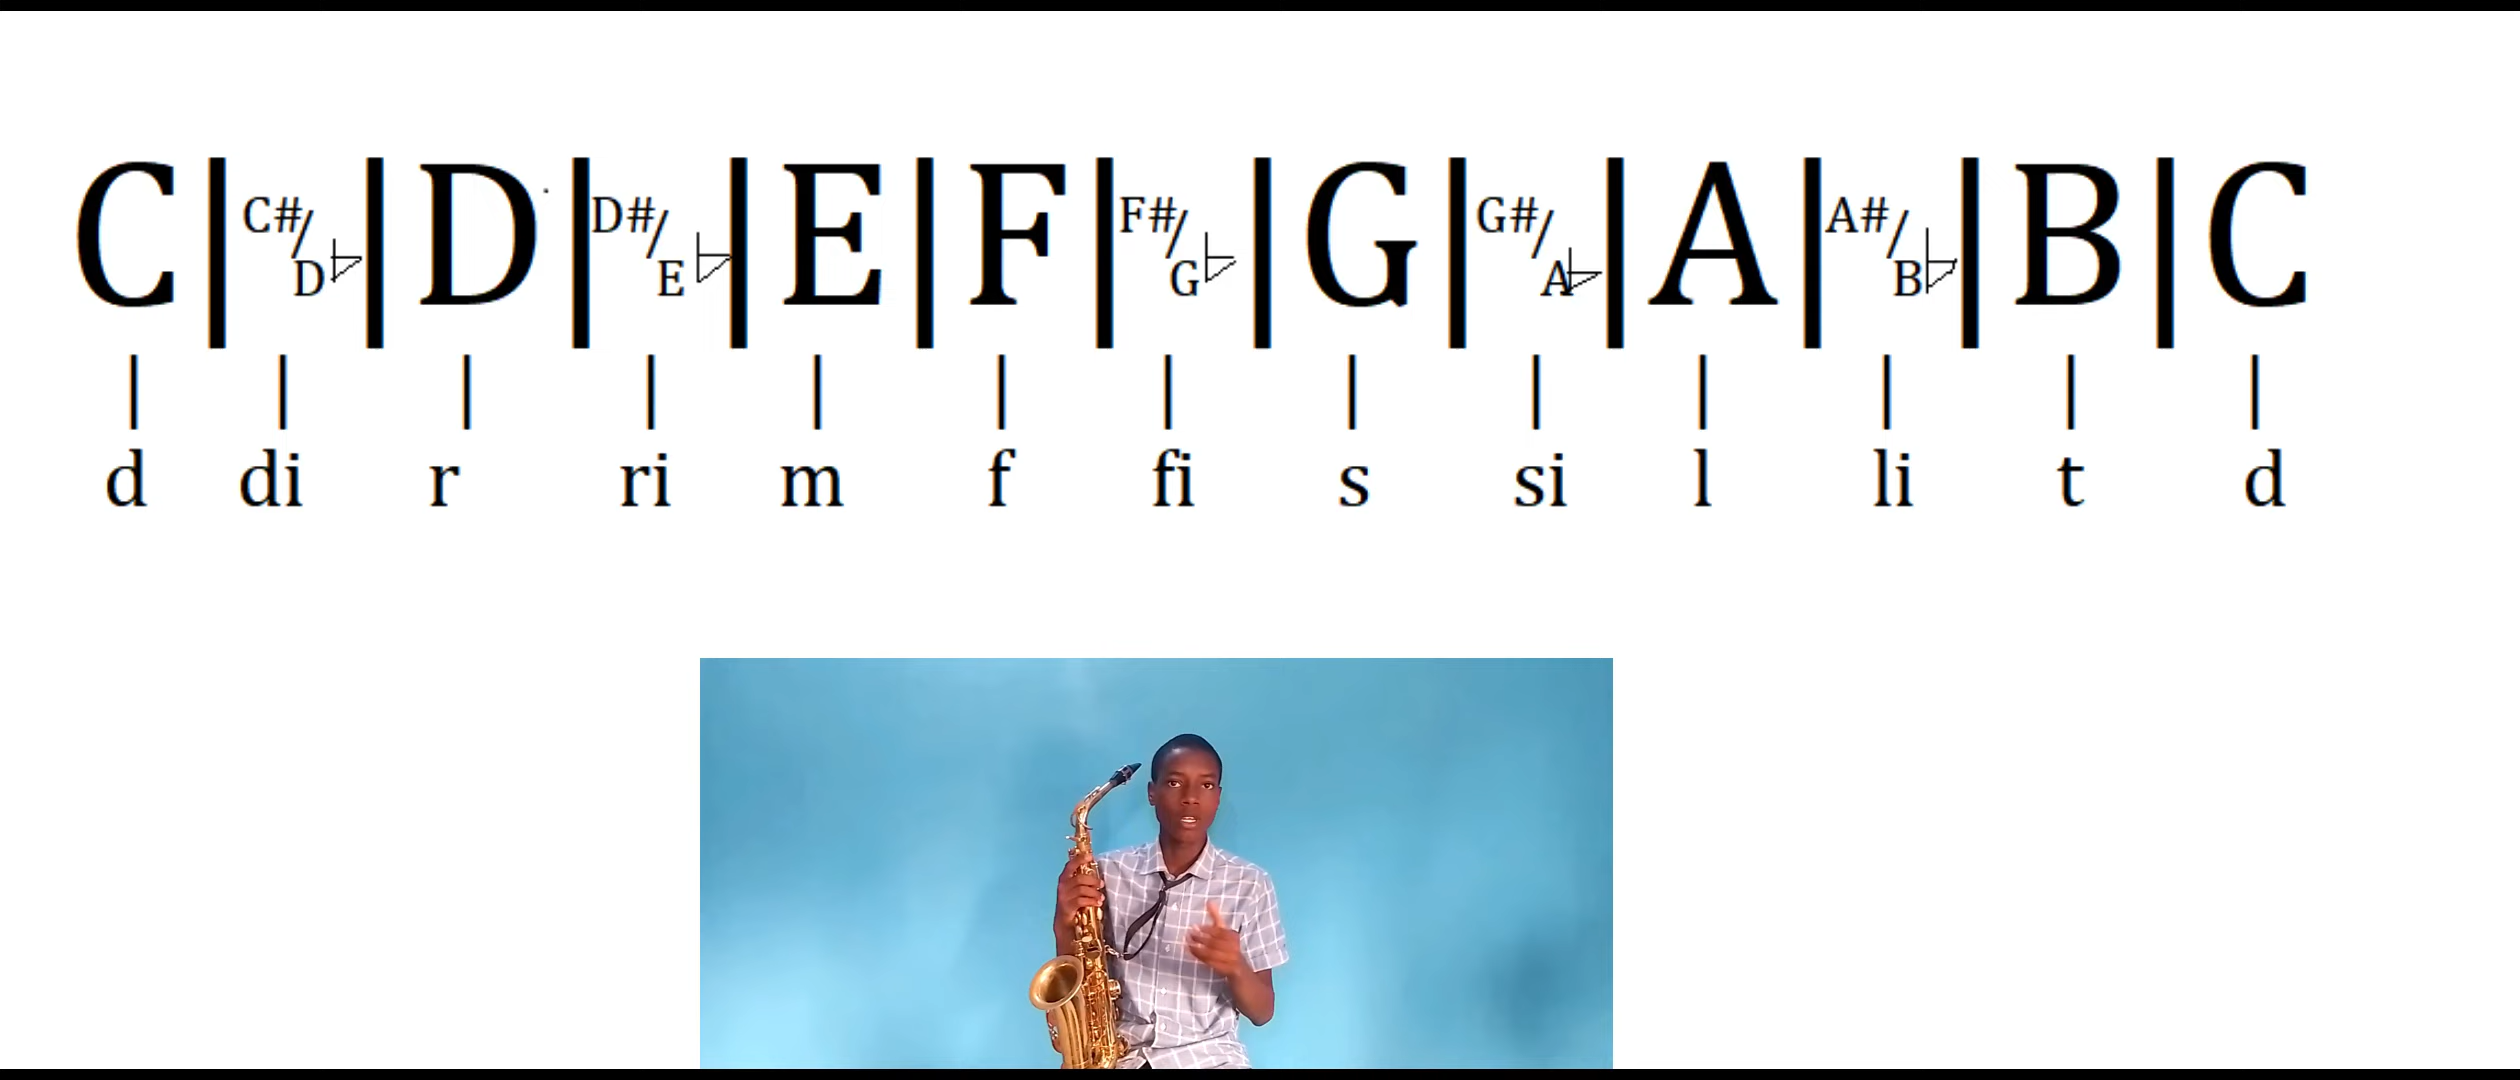 C | C#/D♭ | D | D#/E♭ | E | F | F#/G♭ | G | G#/A♭ | A | A#/B♭ | B | C
d di r ri m f fi s si l li t d